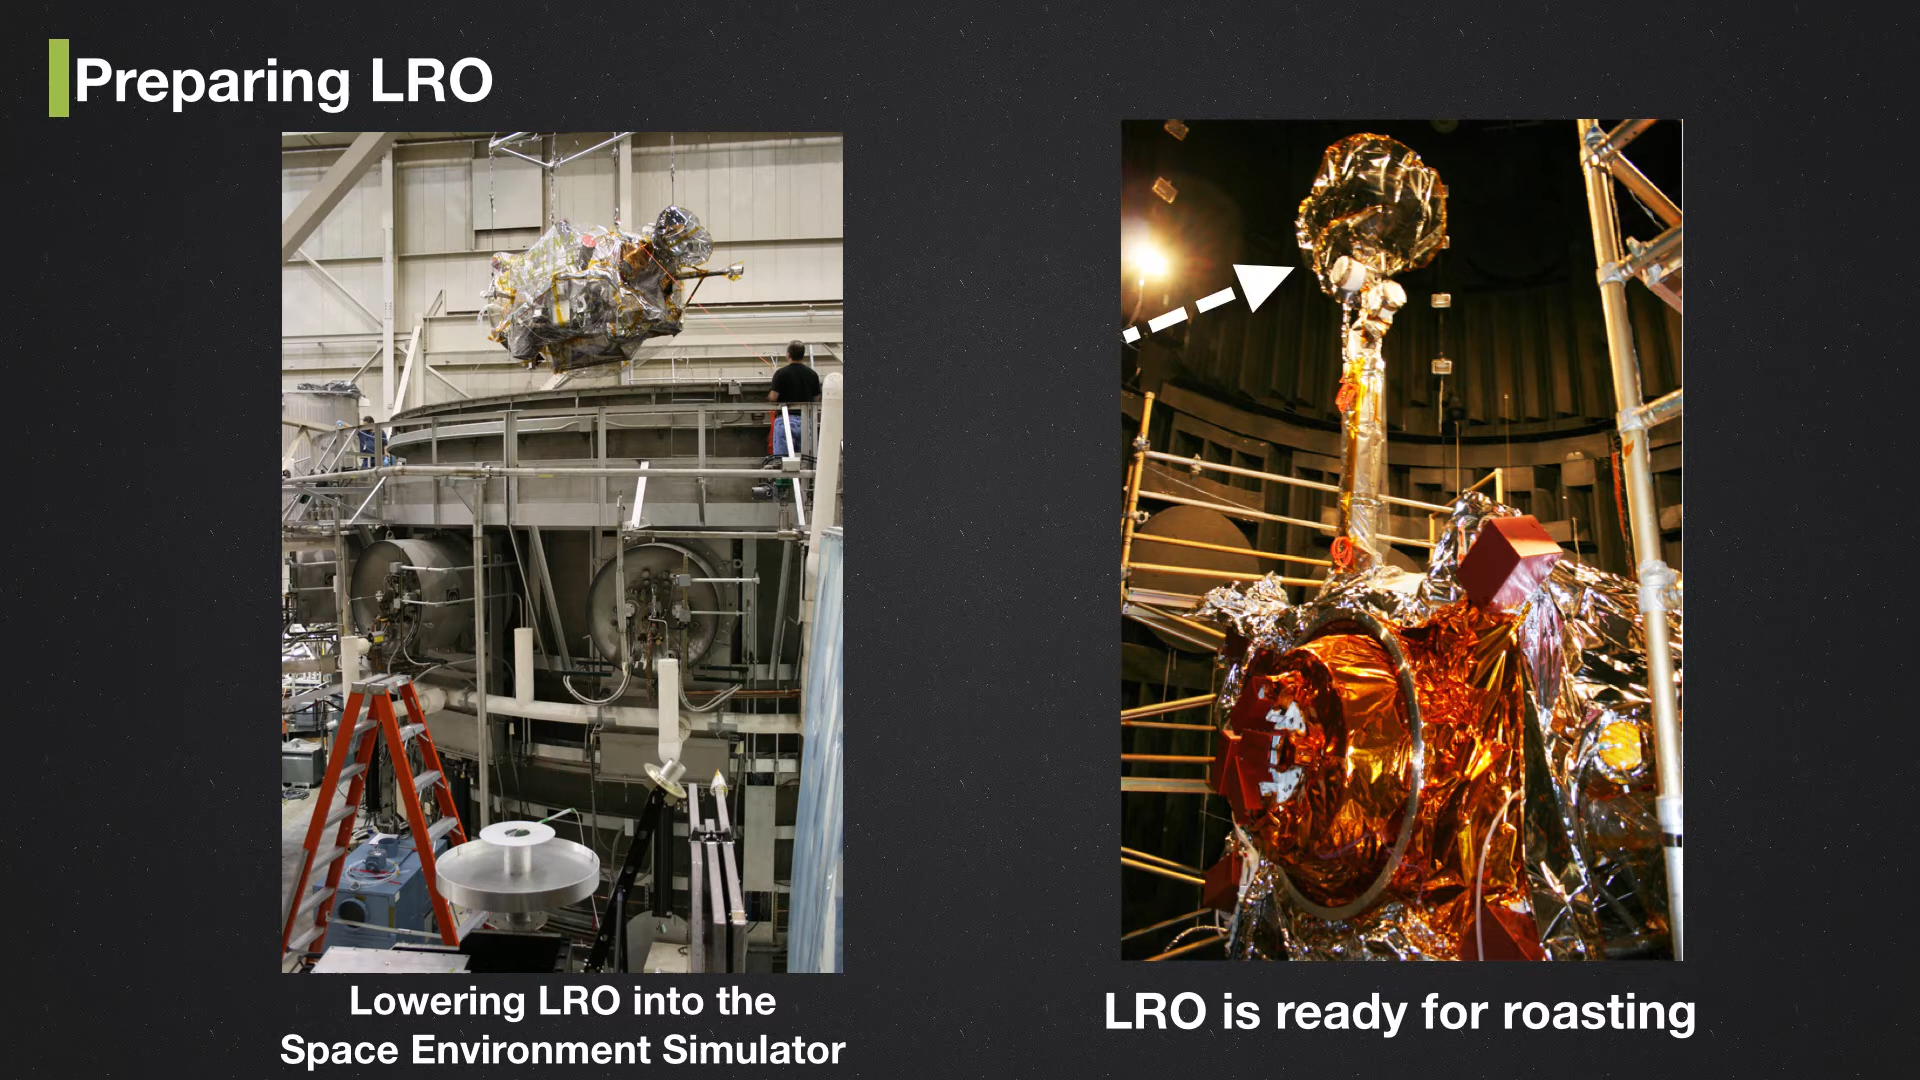 Preparing LRO
Lowering LRO into the
Space Environment Simulator
LRO is ready for roasting